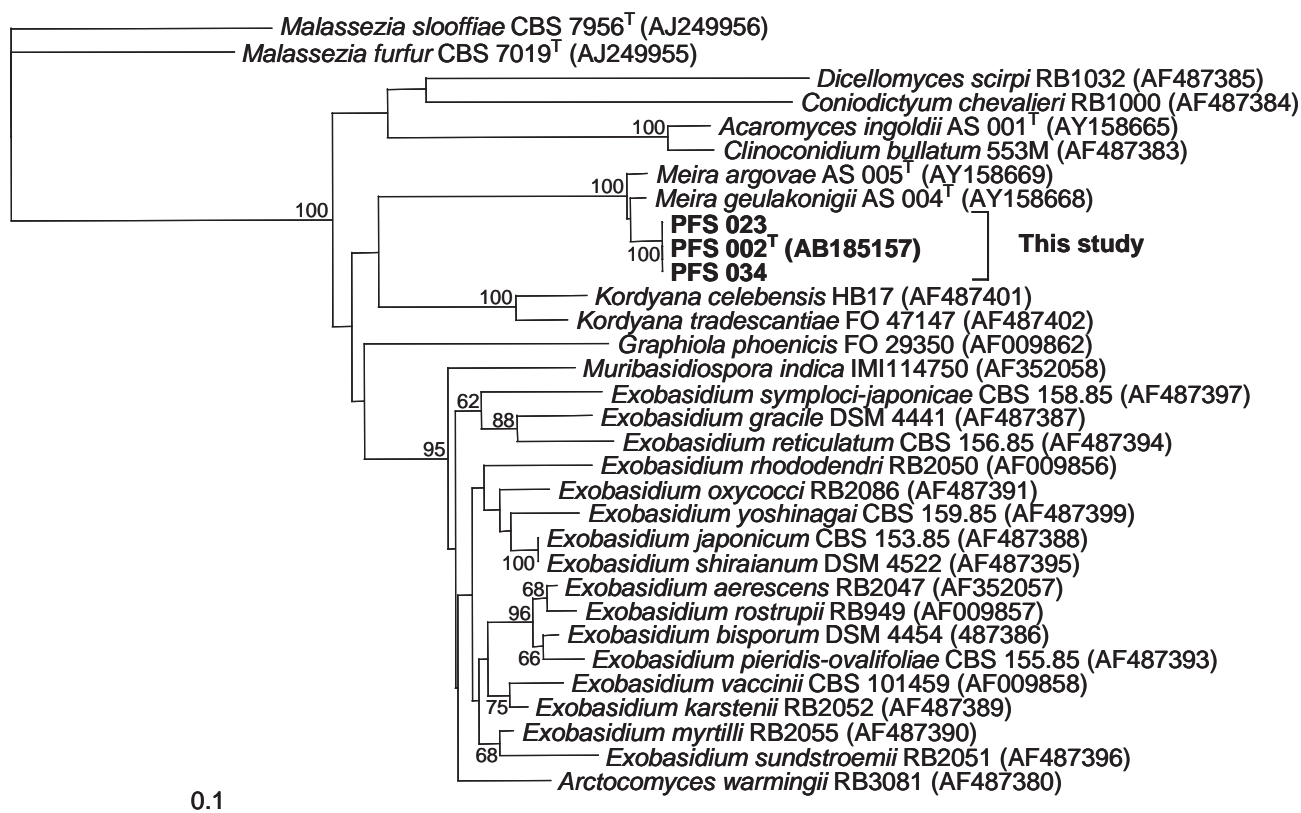 Malassezia slooffiae CBS 7956T (AJ249956)
Malassezia furfur CBS 7019T (AJ249955)
Dicellomyces scirpi RB1032 (AF487385)
Coniodictyum chevalieri RB1000 (AF487384)
100 Acaromyces ingoldii AS 001T (AY158665)
Clinoconidium bullatum 553M (AF487383)
Meira argovae AS 005T (AY158669)
100
Meira geulakonigii AS 004T (AY158668)
100
PFS 023
PFS 002T (AB185157)
This study
100
PFS 034
100 Kordyana celebensis HB17 (AF487401)
Kordyana tradescantiae FO 47147 (AF487402)
Graphiola phoenicis FO 29350 (AF009862)
Muribasidiospora indica IMI114750 (AF352058)
Exobasidium symploci-japonicae CBS 158.85 (AF487397)
62
88 Exobasidium gracile DSM 4441 (AF487387)
95 Exobasidium reticulatum CBS 156.85 (AF487394)
Exobasidium rhododendri RB2050 (AF009856)
Exobasidium oxycocci RB2086 (AF487391)
Exobasidium yoshinagai CBS 159.85 (AF487399)
Exobasidium japonicum CBS 153.85 (AF487388)
100 Exobasidium shiraianum DSM 4522 (AF487395)
68 Exobasidium aerescens RB2047 (AF352057)
96 Exobasidium rostrupii RB949 (AF009857)
Exobasidium bisporum DSM 4454 (487386)
66 Exobasidium pieridis-ovalifoliae CBS 155.85 (AF487393)
Exobasidium vaccinii CBS 101459 (AF009858)
75 Exobasidium karstenii RB2052 (AF487389)
Exobasidium myrtilli RB2055 (AF487390)
68 Exobasidium sundstroemii RB2051 (AF487396)
Arctocomyces warmingii RB3081 (AF487380)
0.1